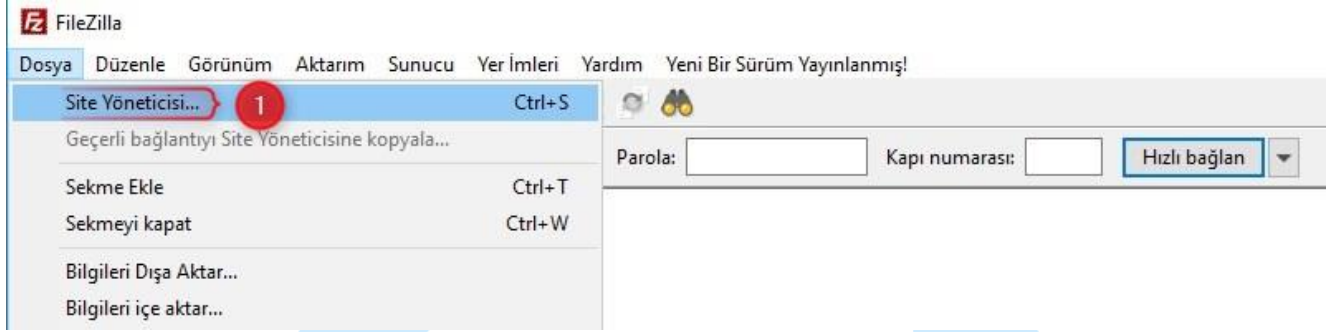 FileZilla
Dosya Düzenle Görünüm Aktarım Sunucu Yer İmleri Yardım Yeni Bir Sürüm Yayınlanmış!
Site Yöneticisi... 1 Ctrl+S
Geçerli bağlantıyı Site Yöneticisine kopyala...
Parola: Kapı numarası: Hızlı bağlan
Sekme Ekle Ctrl+T
Sekmeyi kapat Ctrl+W
Bilgileri Dışa Aktar...
Bilgileri içe aktar...